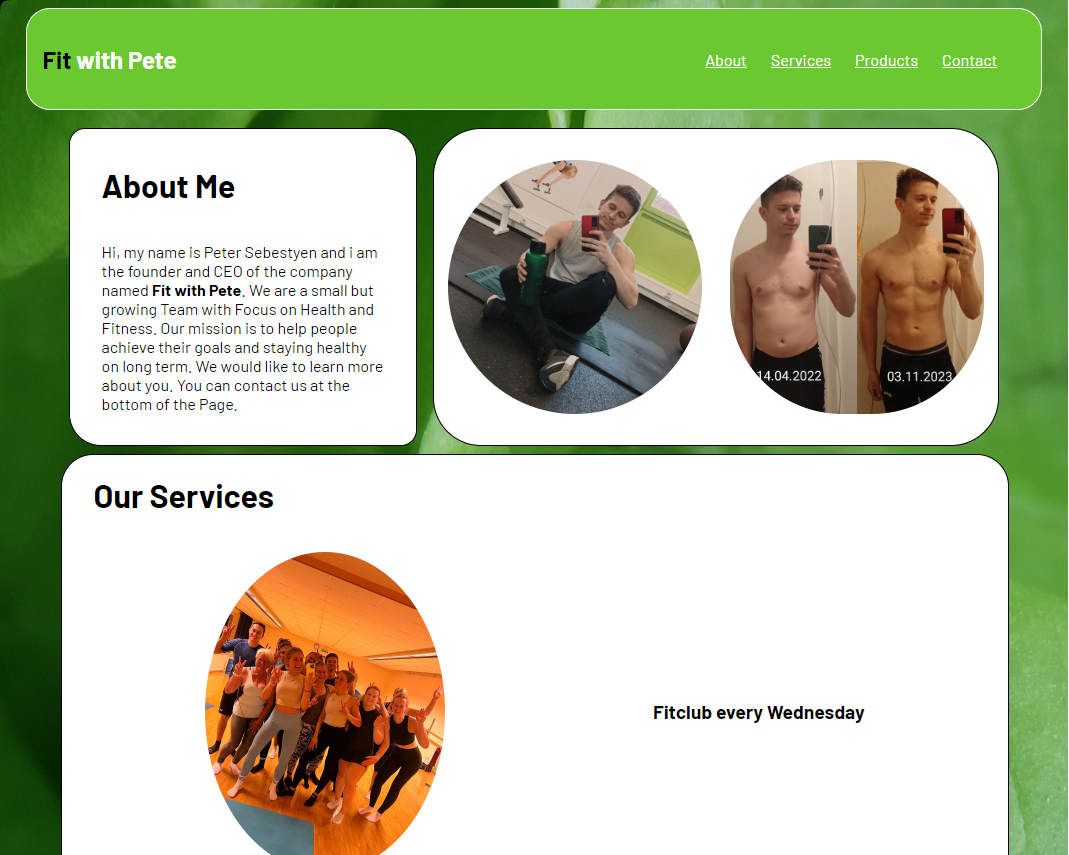 Fit with Pete
About Services Products Contact
About Me
Hi, my name is Peter Sebestyen and i am
the founder and CEO of the company
named Fit with Pete. We are a small but
growing Team with Focus on Health and
Fitness. Our mission is to help people
achieve their goals and staying healthy
on long term. We would like to learn more
about you. You can contact us at the
bottom of the Page.
14.04.2022
03.11.2023
Our Services
Fitclub every Wednesday